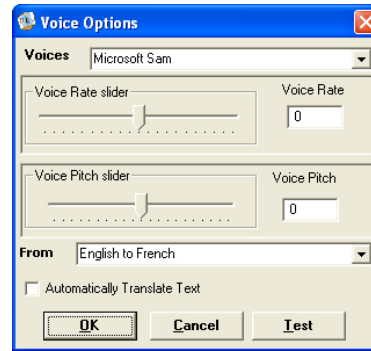 Voice Options
Voices Microsoft Sam
Voice Rate slider Voice Rate
0
Voice Pitch slider Voice Pitch
0
From English to French
Automatically Translate Text
OK Cancel Test